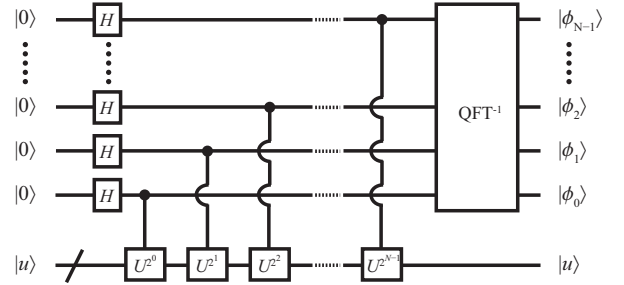 |0⟩ H |ϕ_{N−1}⟩
|0⟩ H |ϕ_2⟩
QFT^{-1}
|0⟩ H |ϕ_1⟩
|0⟩ H |ϕ_0⟩
|u⟩ U^{2^0} U^{2^1} U^{2^2} U^{2^{N−1}} |u⟩